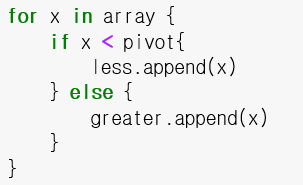 for x in array {
    if x < pivot{
        less.append(x)
    } else {
        greater.append(x)
    }
}